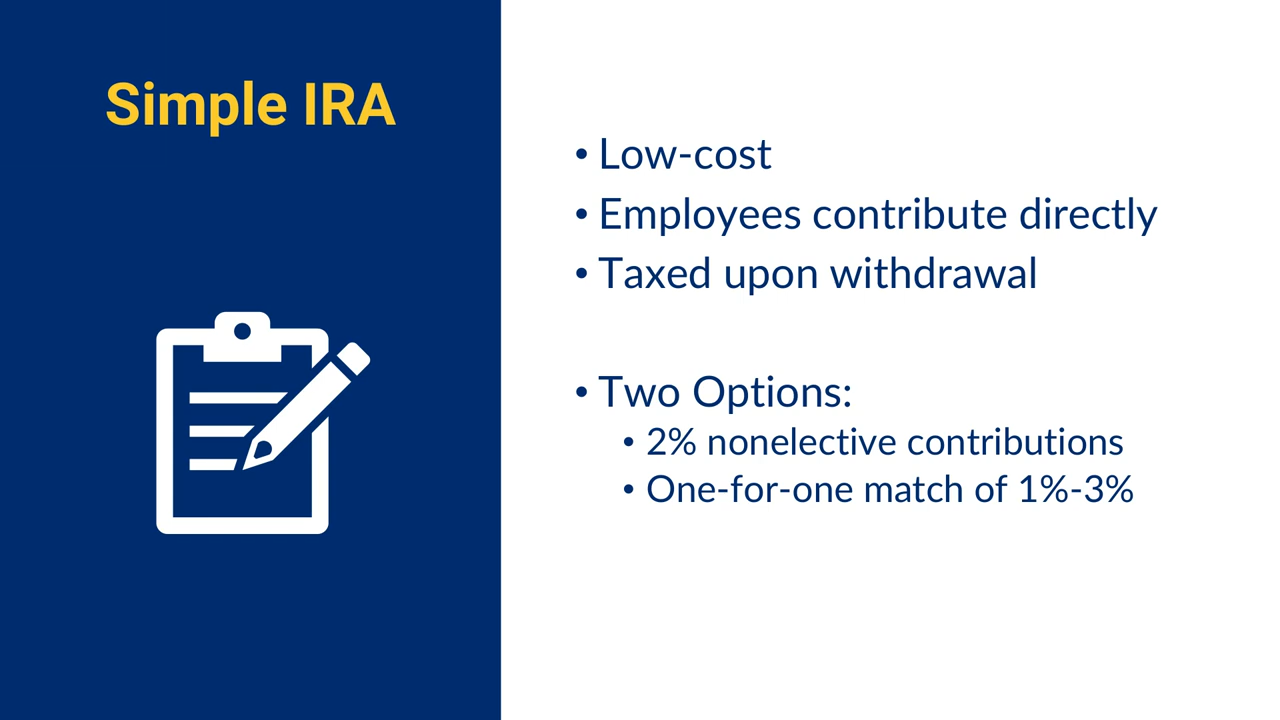 Simple IRA
• Low-cost
• Employees contribute directly
• Taxed upon withdrawal
• Two Options:
• 2% nonelective contributions
• One-for-one match of 1%-3%